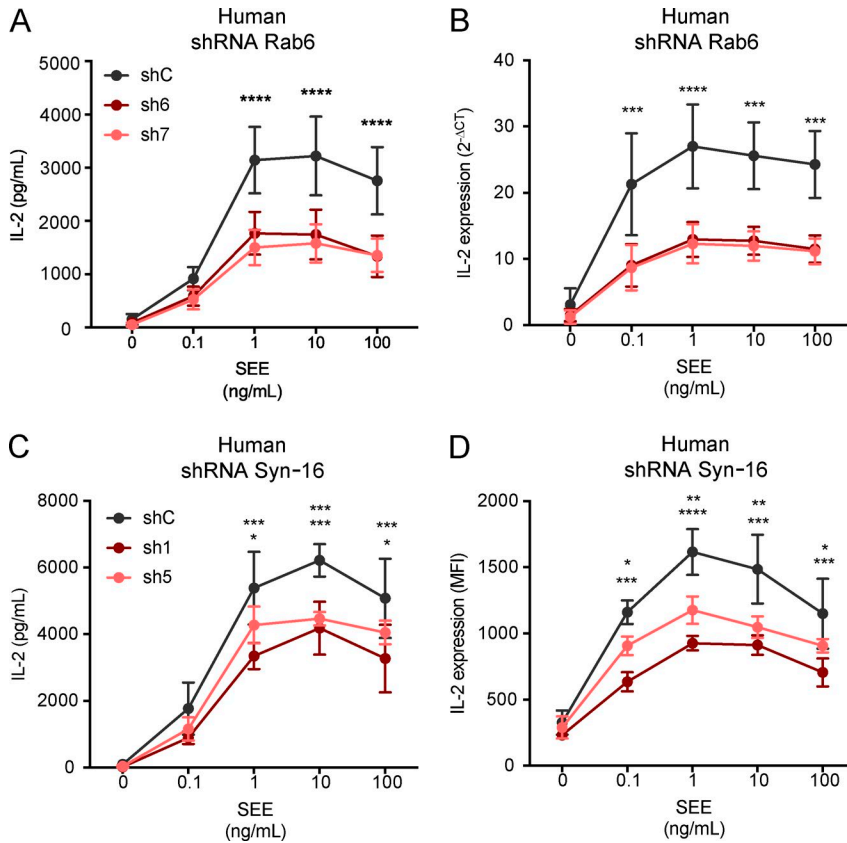 A
Human
shRNA Rab6
5000
4000
3000
2000
1000
0
IL-2 (pg/mL)
shC
sh6
sh7
****
****
****
0
0.1
1
10
100
SEE
(ng/mL)
B
Human
shRNA Rab6
40
30
20
10
0
IL-2 expression (2-ΔCT)
***
****
***
***
0
0.1
1
10
100
SEE
(ng/mL)
C
Human
shRNA Syn-16
8000
6000
4000
2000
0
IL-2 (pg/mL)
shC
sh1
sh5
***
*
***
***
***
*
0
0.1
1
10
100
SEE
(ng/mL)
D
Human
shRNA Syn-16
2000
1500
1000
500
0
IL-2 expression (MFI)
*
***
**
****
**
***
*
***
0
0.1
1
10
100
SEE
(ng/mL)